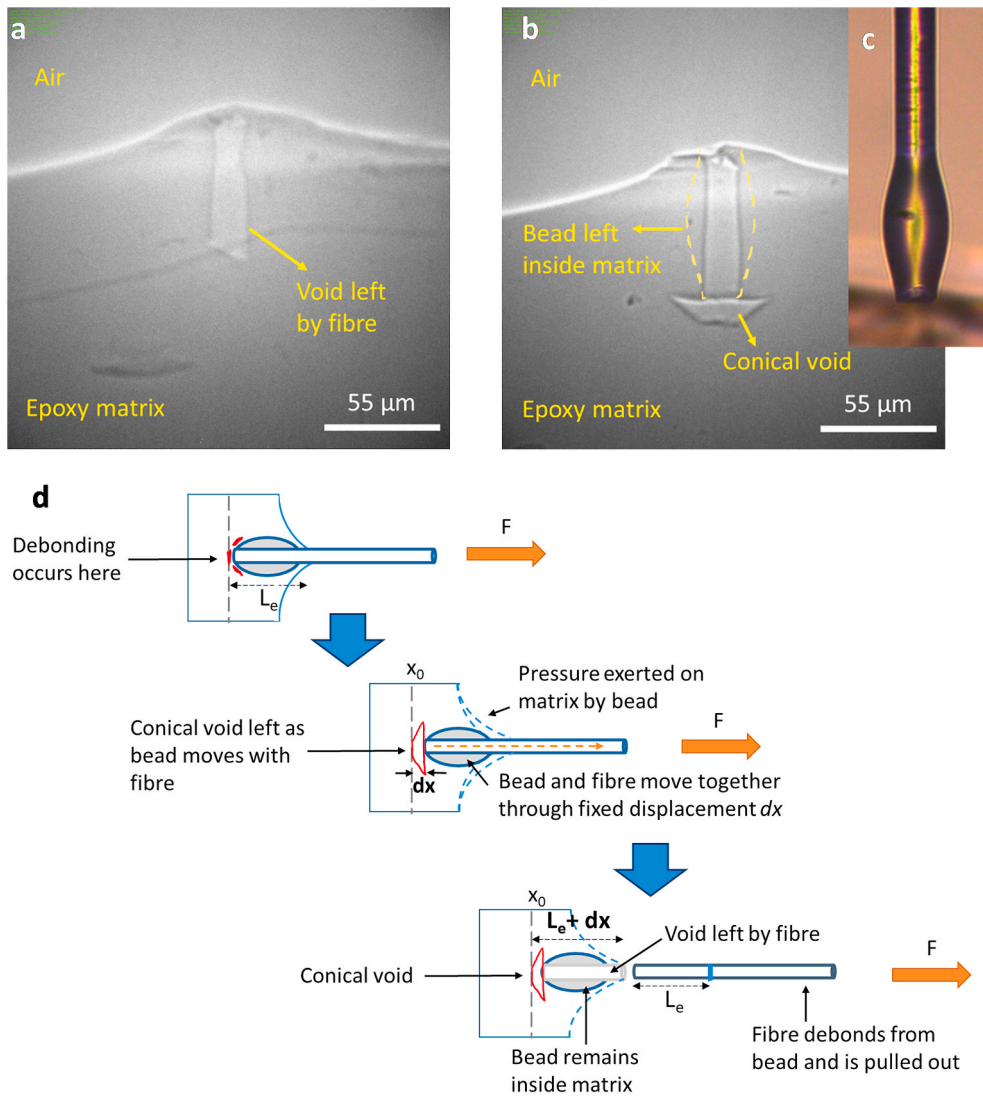 a
Air
Void left
by fibre
Epoxy matrix
55 µm
b
Bead left
inside matrix
Conical void
Epoxy matrix
55 µm
c
d
Debonding
occurs here
Lₑ
F
x₀
Pressure exerted on
matrix by bead
Conical void left as
bead moves with
fibre
dx
F
Bead and fibre move together
through fixed displacement dx
x₀
Lₑ+ dx
Void left by fibre
Conical void
F
Lₑ
Bead remains
inside matrix
Fibre debonds from
bead and is pulled out